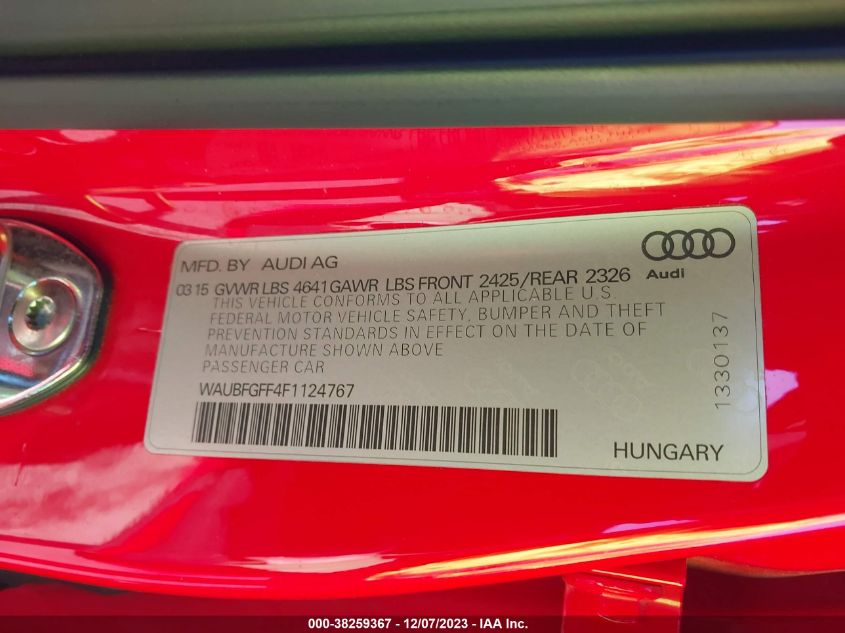 MFD. BY AUDI AG
03 15 GVWR LBS 4641 GAWR LBS FRONT 2425/REAR 2326
THIS VEHICLE CONFORMS TO ALL APPLICABLE U.S
FEDERAL MOTOR VEHICLE SAFETY, BUMPER AND THEFT
PREVENTION STANDARDS IN EFFECT ON THE DATE OF
MANUFACTURE SHOWN ABOVE
PASSENGER CAR
WAUBFGFF4F1124767
Audi
1330137
HUNGARY
000-38259367 - 12/07/2023 - IAA Inc.